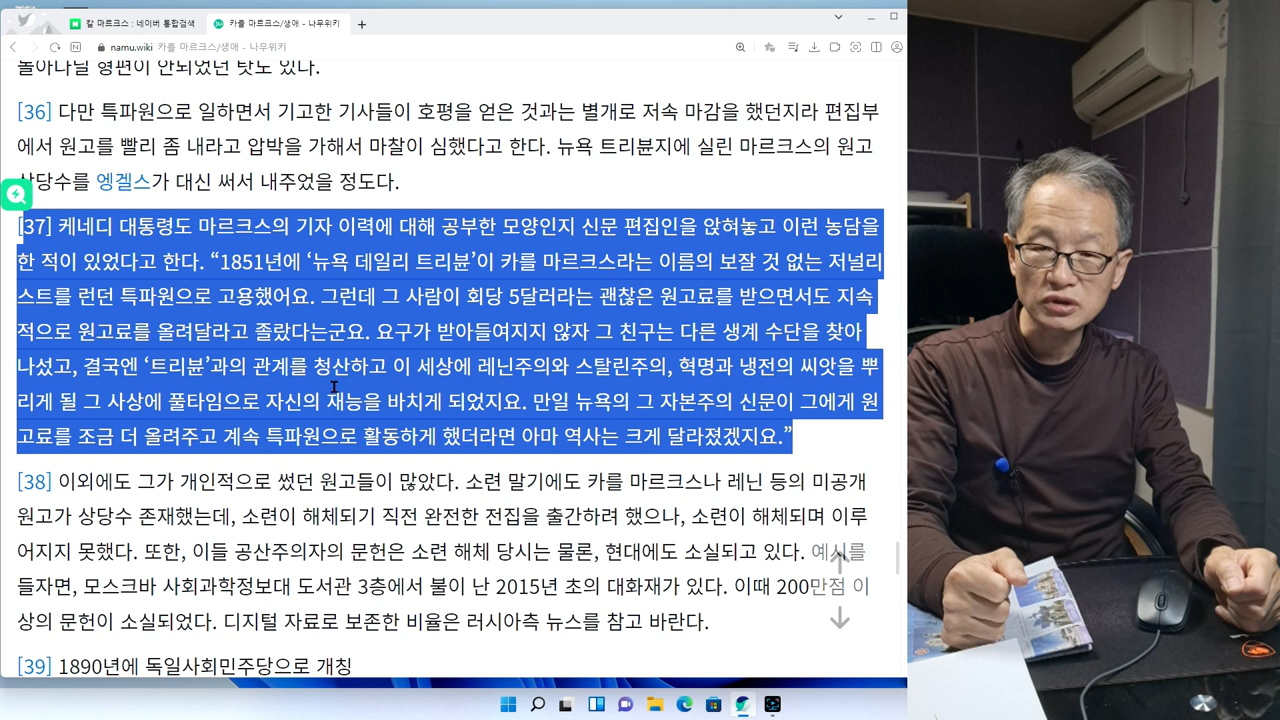 칼 마르크스 : 네이버 통합검색
카를 마르크스/생애 - 나무위키
namu.wiki 카를 마르크스/생애 - 나무위키
돌아다닐 형편이 안되었던 탓도 있다.
[36] 다만 특파원으로 일하면서 기고한 기사들이 호평을 얻은 것과는 별개로 저속 마감을 했던지라 편집부
에서 원고를 빨리 좀 내라고 압박을 가해서 마찰이 심했다고 한다. 뉴욕 트리뷴지에 실린 마르크스의 원고
상당수를 엥겔스가 대신 써서 내주었을 정도다.
[37] 케네디 대통령도 마르크스의 기자 이력에 대해 공부한 모양인지 신문 편집인을 앉혀놓고 이런 농담을
한 적이 있었다고 한다. “1851년에 ‘뉴욕 데일리 트리뷴’이 카를 마르크스라는 이름의 보잘 것 없는 저널리
스트를 런던 특파원으로 고용했어요. 그런데 그 사람이 회당 5달러라는 괜찮은 원고료를 받으면서도 지속
적으로 원고료를 올려달라고 졸랐다는군요. 요구가 받아들여지지 않자 그 친구는 다른 생계 수단을 찾아
나섰고, 결국엔 ‘트리뷴’과의 관계를 청산하고 이 세상에 레닌주의와 스탈린주의, 혁명과 냉전의 씨앗을 뿌
리게 될 그 사상에 풀타임으로 자신의 재능을 바치게 되었지요. 만일 뉴욕의 그 자본주의 신문이 그에게 원
고료를 조금 더 올려주고 계속 특파원으로 활동하게 했더라면 아마 역사는 크게 달라졌겠지요.”
[38] 이외에도 그가 개인적으로 썼던 원고들이 많았다. 소련 말기에도 카를 마르크스나 레닌 등의 미공개
원고가 상당수 존재했는데, 소련이 해체되기 직전 완전한 전집을 출간하려 했으나, 소련이 해체되며 이루
어지지 못했다. 또한, 이들 공산주의자의 문헌은 소련 해체 당시는 물론, 현대에도 소실되고 있다. 예시를
들자면, 모스크바 사회과학정보대 도서관 3층에서 불이 난 2015년 초의 대화재가 있다. 이때 200만점 이
상의 문헌이 소실되었다. 디지털 자료로 보존한 비율은 러시아측 뉴스를 참고 바란다.
[39] 1890년에 독일사회민주당으로 개칭